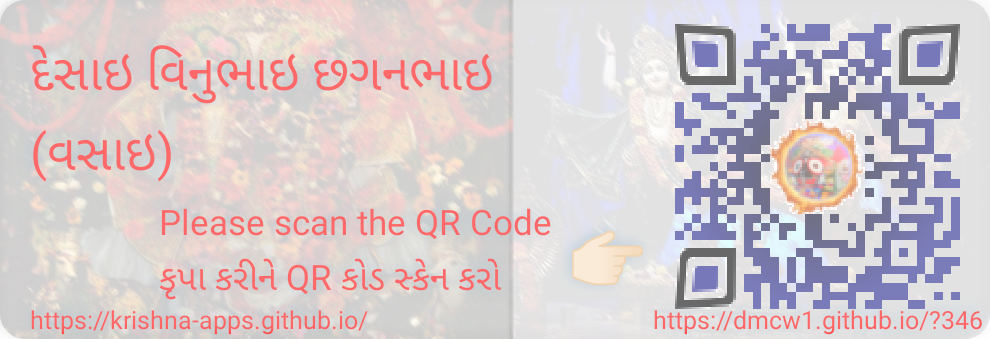 દેસાઇ વિનુભાઇ છગનભાઇ
(વસાઇ)
Please scan the QR Code
કૃપા કરીને QR કોડ સ્કેન કરો
https://krishna-apps.github.io/
https://dmcw1.github.io/?346